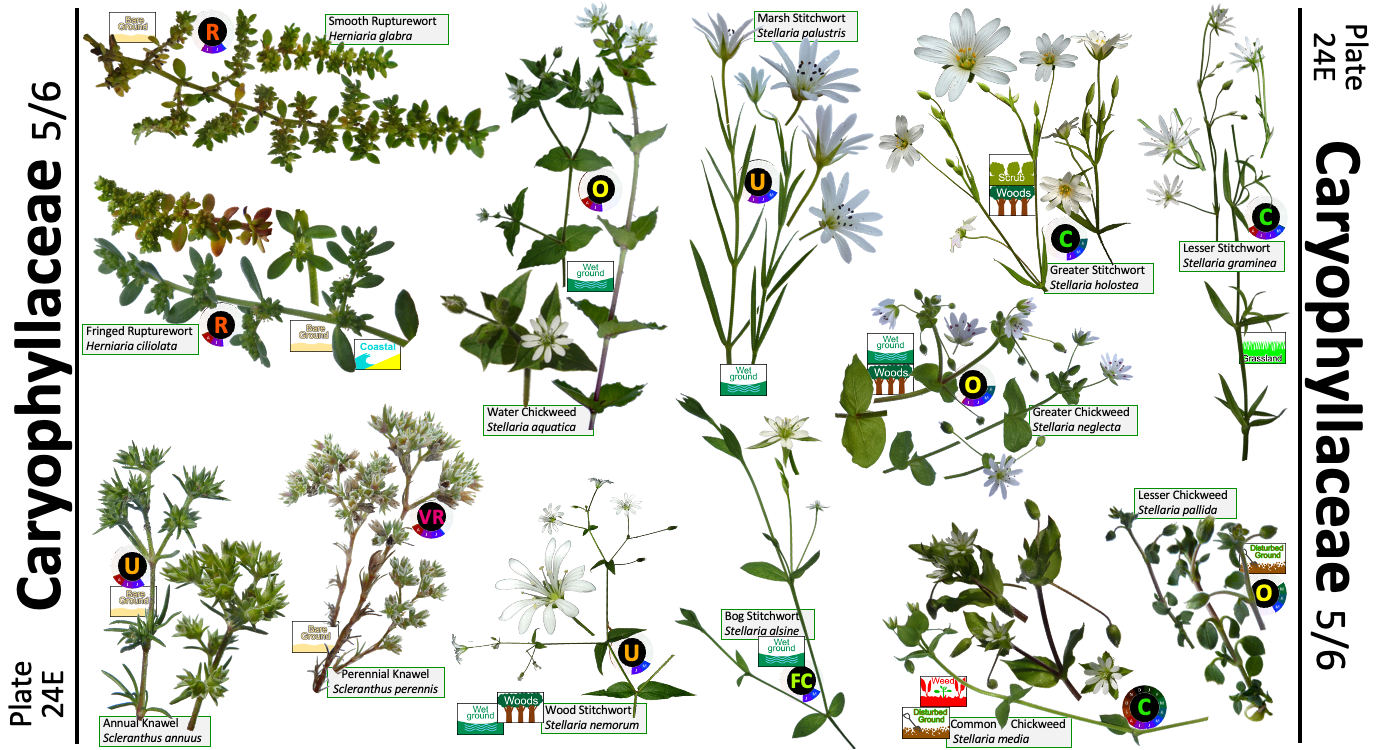 Plate
24E
Caryophyllaceae 5/6
Bare
Ground
R
Smooth Rupturewort
Herniaria glabra
Fringed Rupturewort
Herniaria ciliolata
R
Bare
Ground
Coastal
O
Wet
ground
Water Chickweed
Stellaria aquatica
Marsh Stitchwort
Stellaria palustris
U
Wet
ground
Scrub
Woods
C
Greater Stitchwort
Stellaria holostea
C
Lesser Stitchwort
Stellaria graminea
Grassland
Wet
ground
Woods
O
Greater Chickweed
Stellaria neglecta
U
Bare
Ground
Annual Knawel
Scleranthus annuus
VR
Bare
Ground
Perennial Knawel
Scleranthus perennis
U
Woods
Wet
ground
Wood Stitchwort
Stellaria nemorum
Bog Stitchwort
Stellaria alsine
Wet
ground
FC
Lesser Chickweed
Stellaria pallida
Disturbed
Ground
O
Weed
Disturbed
Ground
Common Chickweed
Stellaria media
C
Plate
24E
Caryophyllaceae 5/6